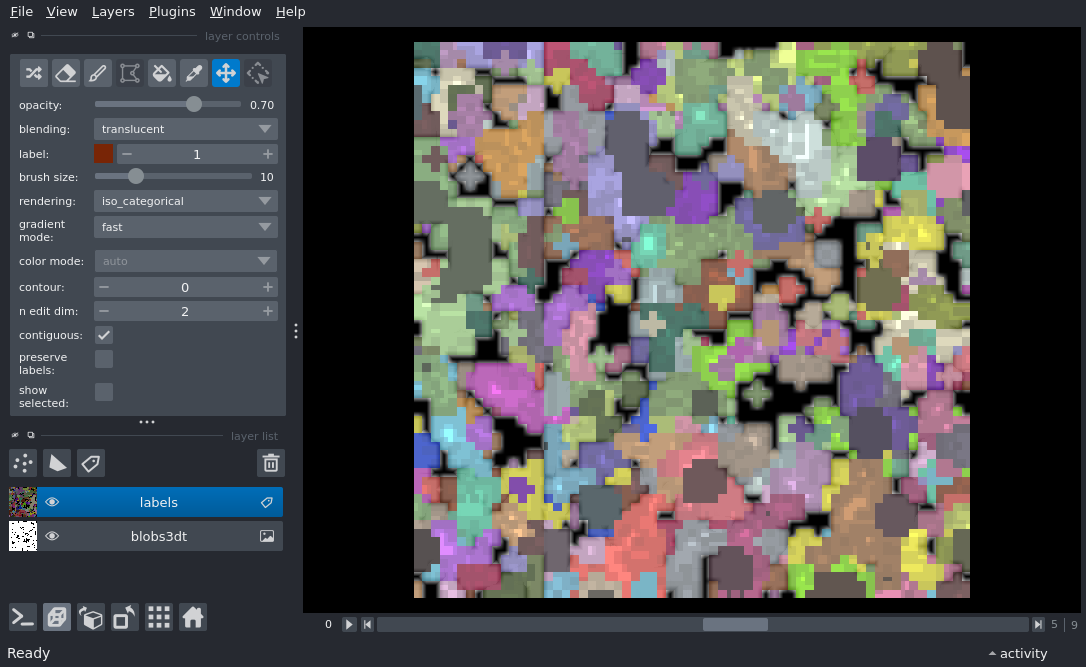 File View Layers Plugins Window Help
layer controls
opacity: 0.70
blending: translucent
label: 1
brush size: 10
rendering: iso_categorical
gradient
mode: fast
color mode: auto
contour: 0
n edit dim: 2
contiguous:
preserve
labels:
show
selected:
layer list
labels
blobs3dt
0 5 | 9
Ready
activity